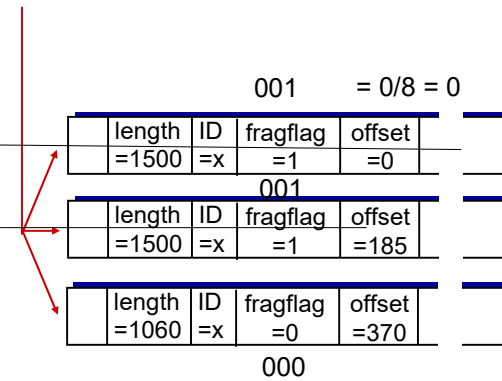 001 = 0/8 = 0
length ID fragflag offset
=1500 =x =1 =0
001
length ID fragflag offset
=1500 =x =1 =185
length ID fragflag offset
=1060 =x =0 =370
000